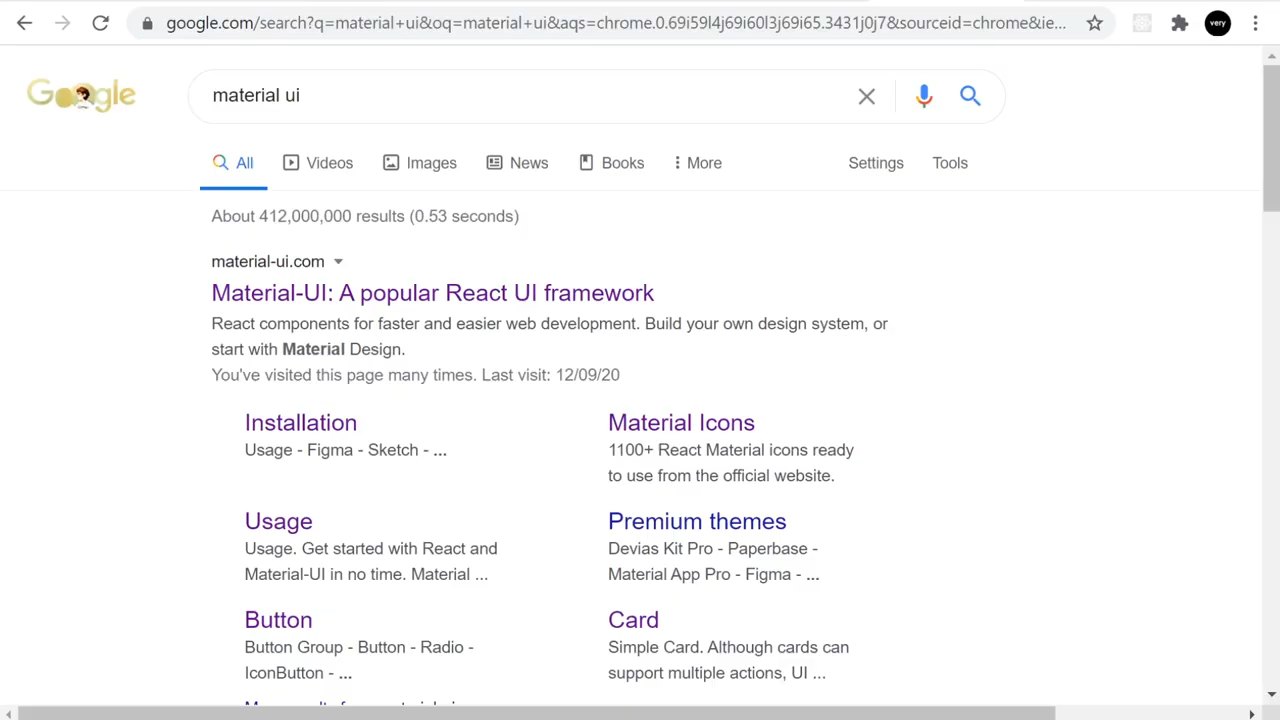 google.com/search?q=material+ui&oq=material+ui&aqs=chrome.0.69i59l4j69i60l3j69i65.3431j0j7&sourceid=chrome&ie...
very
Google
material ui
All
Videos
Images
News
Books
More
Settings
Tools
About 412,000,000 results (0.53 seconds)
material-ui.com
Material-UI: A popular React UI framework
React components for faster and easier web development. Build your own design system, or
start with Material Design.
You've visited this page many times. Last visit: 12/09/20
Installation
Usage - Figma - Sketch - ...
Material Icons
1100+ React Material icons ready
to use from the official website.
Usage
Usage. Get started with React and
Material-UI in no time. Material ...
Premium themes
Devias Kit Pro - Paperbase -
Material App Pro - Figma - ...
Button
Button Group - Button - Radio -
IconButton - ...
Card
Simple Card. Although cards can
support multiple actions, UI ...